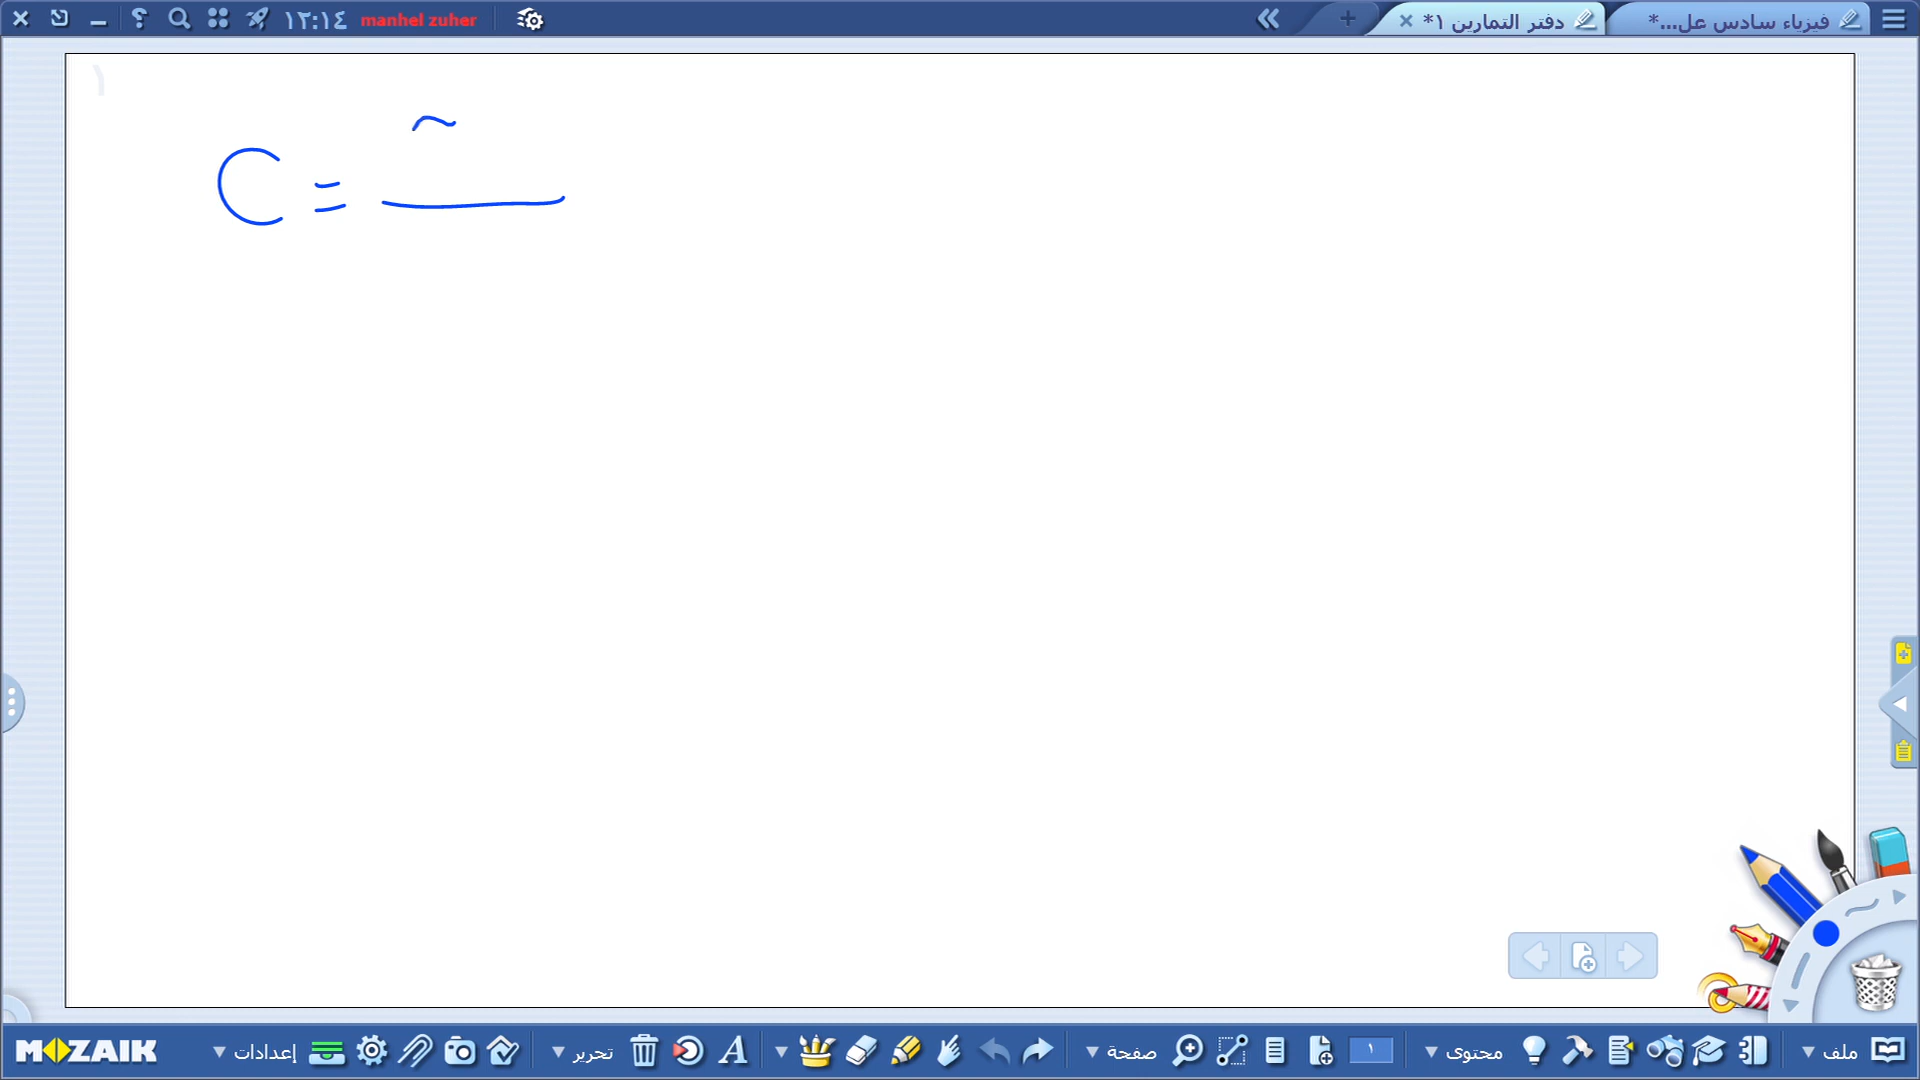 ١٢:١٤ manhel zuher
دفتر التمارين ١*
فيزياء سادس عل...*
١
C =
MOZAIK
إعدادات
تحرير
صفحة
١
محتوى
ملف